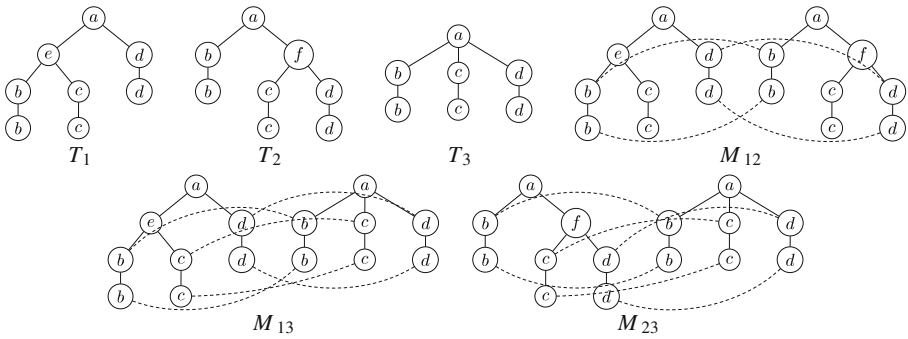 a a a a a
e d b f b c d e d b f
b c d b c d b c d b c d b c d
b c c d b c b c d
T₁ T₂ T₃ M₁₂
a a a a
e d b c d b f b c d
b c d b c d b c d b c d
b c c d
M₁₃ M₂₃